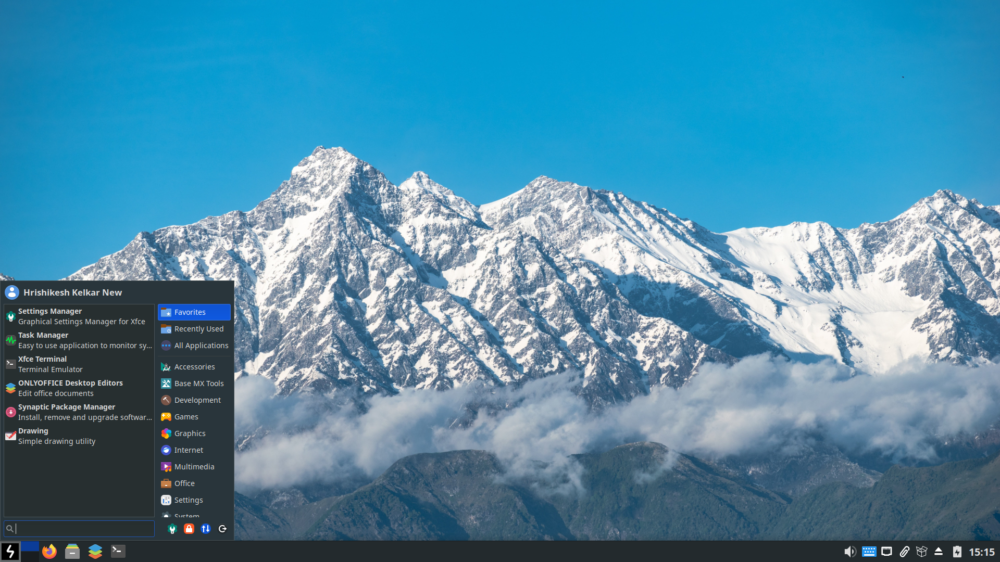 Hrishikesh Kelkar New
Settings Manager
Graphical Settings Manager for Xfce
Task Manager
Easy to use application to monitor sy...
Xfce Terminal
Terminal Emulator
ONLYOFFICE Desktop Editors
Edit office documents
Synaptic Package Manager
Install, remove and upgrade softwar...
Drawing
Simple drawing utility
Favorites
Recently Used
All Applications
Accessories
Base MX Tools
Development
Games
Graphics
Internet
Multimedia
Office
Settings
System
15:15